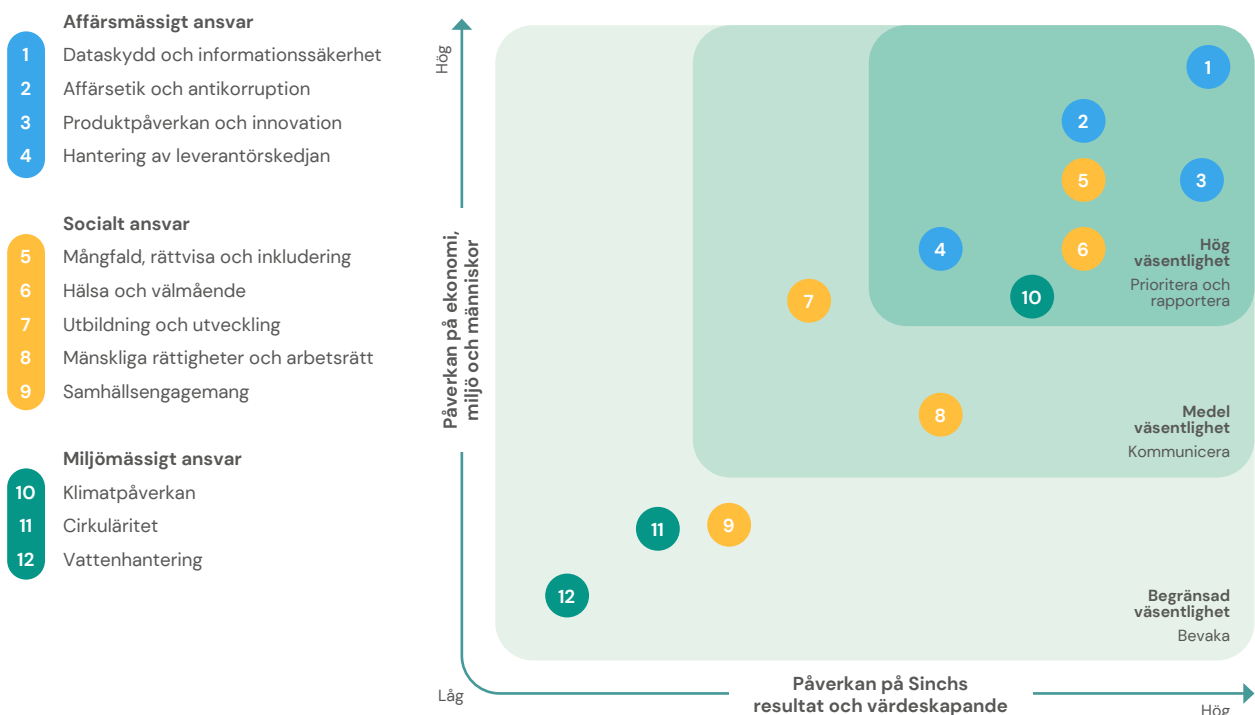 Affärsmässigt ansvar
1 Dataskydd och informationssäkerhet
2 Affärsetik och antikorruption
3 Produktpåverkan och innovation
4 Hantering av leverantörskedjan
Socialt ansvar
5 Mångfald, rättvisa och inkludering
6 Hälsa och välmående
7 Utbildning och utveckling
8 Mänskliga rättigheter och arbetsrätt
9 Samhällsengagemang
Miljömässigt ansvar
10 Klimatpåverkan
11 Cirkuläritet
12 Vattenhantering
Hög
Påverkan på ekonomi,
miljö och människor
Låg
1
2
5
3
4
6
10
7
8
11
9
12
Hög
väsentlighet
Prioritera och
rapportera
Medel
väsentlighet
Kommunicera
Begränsad
väsentlighet
Bevaka
Påverkan på Sinchs
resultat och värdeskapande
Hög